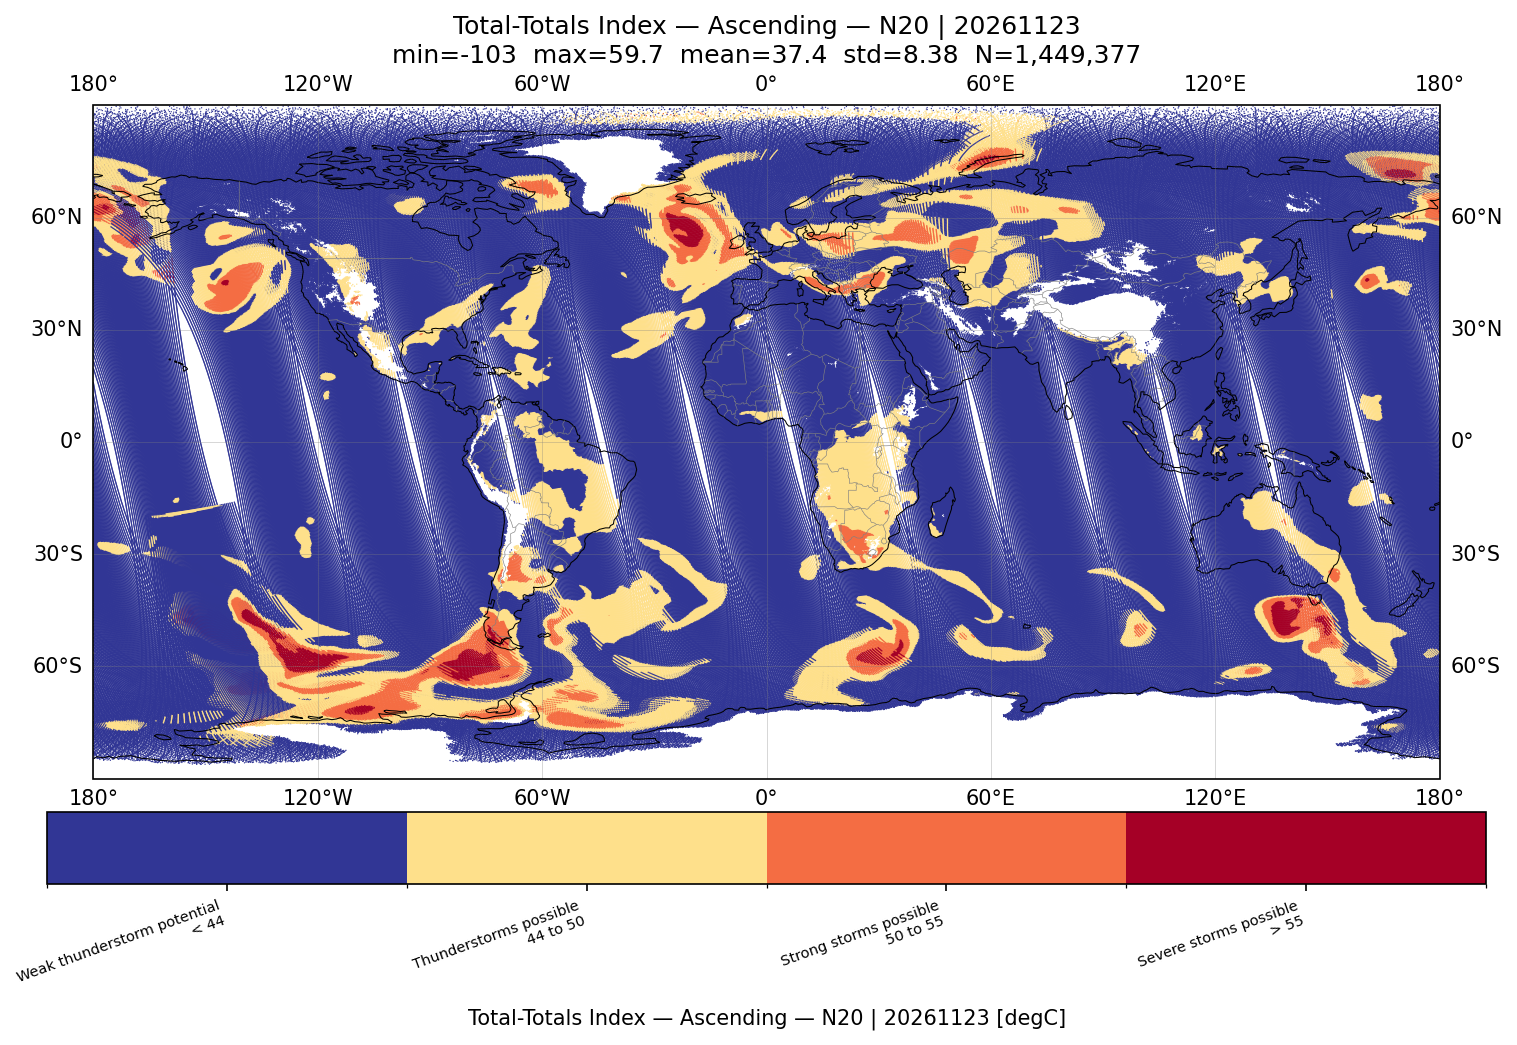 Total-Totals Index — Ascending — N20 | 20261123
min=-103  max=59.7  mean=37.4  std=8.38  N=1,449,377
180° 120°W 60°W 0° 60°E 120°E 180°
60°N 60°N
30°N 30°N
0° 0°
30°S 30°S
60°S 60°S
180° 120°W 60°W 0° 60°E 120°E 180°
Weak thunderstorm potential
< 44
Thunderstorms possible
44 to 50
Strong storms possible
50 to 55
Severe storms possible
> 55
Total-Totals Index — Ascending — N20 | 20261123 [degC]